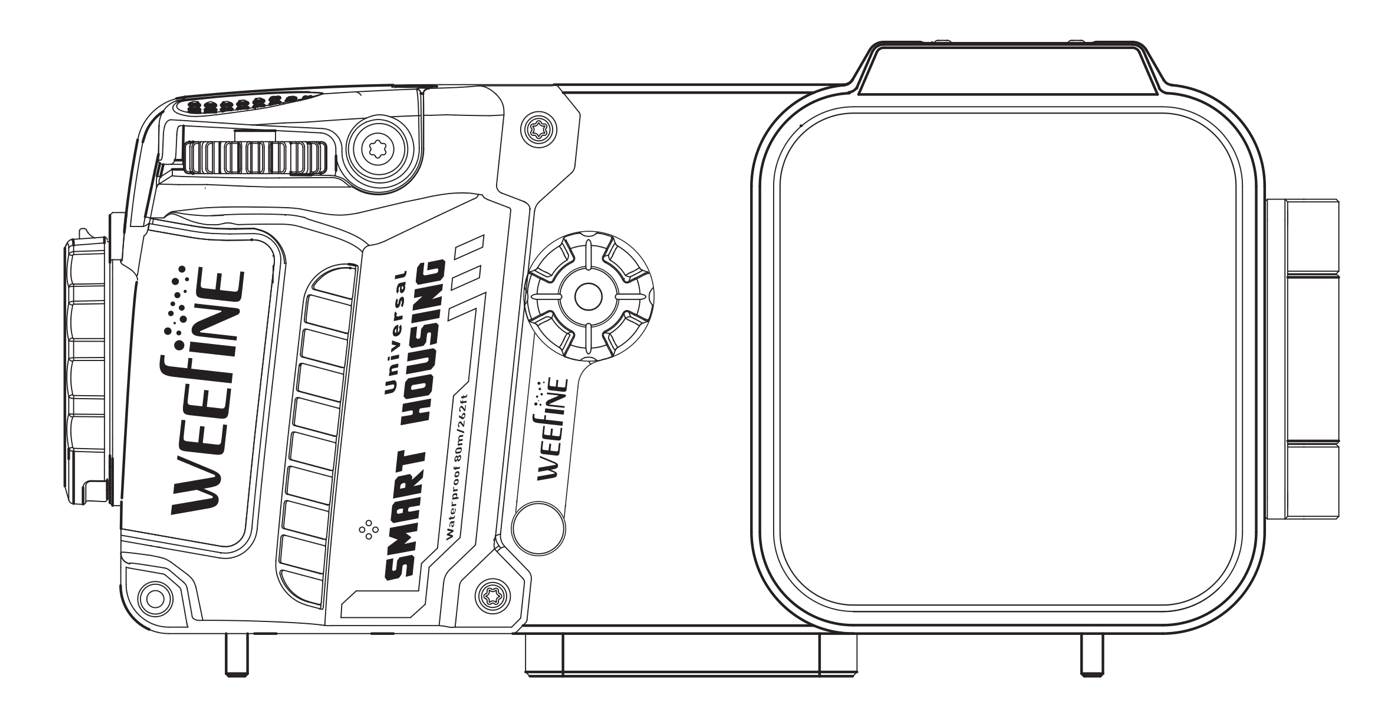 WEEFINE
Universal
SMART HOUSING
Waterproof 80m/262ft
WEEFINE